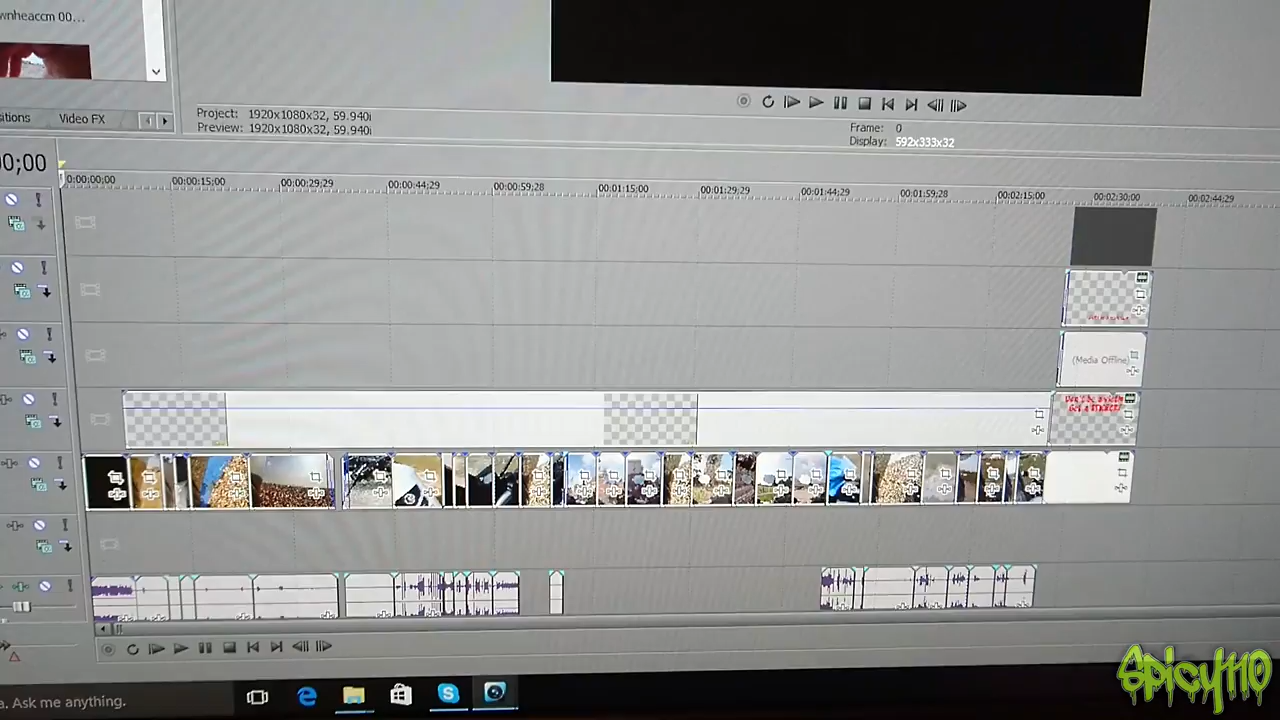 wnheaccm 00...
itions Video FX
Project: 1920x1080x32, 59.940i
Preview: 1920x1080x32, 59.940i
Frame: 0
Display: 592x333x32
00;00
0:00:00;00 00:00:15;00 00:00:29;29 00:00:44;29 00:00:59;28 00:01:15;00 00:01:29;29 00:01:44;29 00:01:59;28 00:02:15;00 00:02:30;00 00:02:44;29
(Media Offline)
a. Ask me anything.
Spicy110